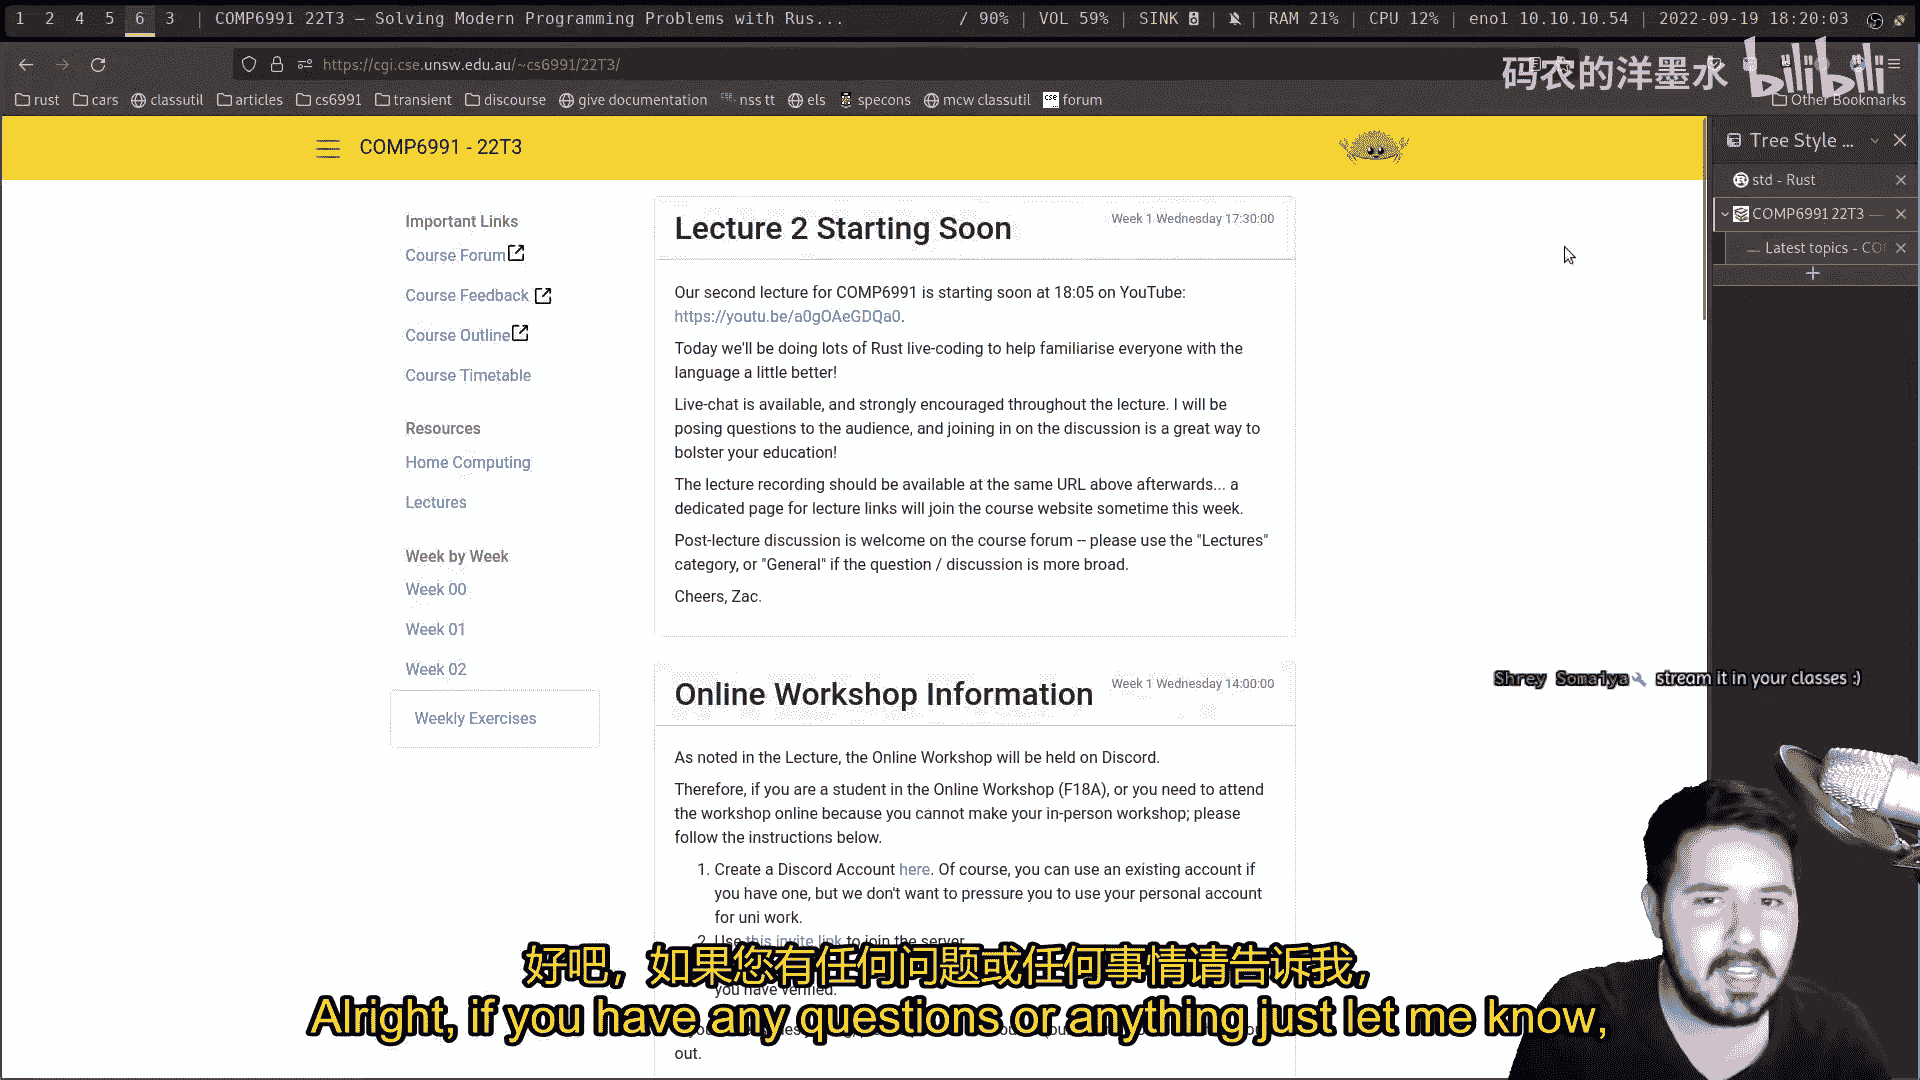 1 2 4 5 6 3 | COMP6991 22T3 — Solving Modern Programming Problems with Rus... / 90% | VOL 59% | SINK | | RAM 21% | CPU 12% | eno1 10.10.10.54 | 2022-09-19 18:20:03
https://cgi.cse.unsw.edu.au/~cs6991/22T3/
码农的洋墨水 bilibili
rust cars classutil articles cs6991 transient discourse give documentation nss tt els specons mcw classutil forum Other Bookmarks
COMP6991 - 22T3
Tree Style ...
std - Rust
COMP6991 22T3 —
Latest topics - CO
Important Links
Course Forum
Course Feedback
Course Outline
Course Timetable
Resources
Home Computing
Lectures
Week by Week
Week 00
Week 01
Week 02
Weekly Exercises
Lecture 2 Starting Soon
Week 1 Wednesday 17:30:00
Our second lecture for COMP6991 is starting soon at 18:05 on YouTube:
https://youtu.be/a0gOAeGDQa0.
Today we'll be doing lots of Rust live-coding to help familiarise everyone with the
language a little better!
Live-chat is available, and strongly encouraged throughout the lecture. I will be
posing questions to the audience, and joining in on the discussion is a great way to
bolster your education!
The lecture recording should be available at the same URL above afterwards... a
dedicated page for lecture links will join the course website sometime this week.
Post-lecture discussion is welcome on the course forum -- please use the "Lectures"
category, or "General" if the question / discussion is more broad.
Cheers, Zac.
Online Workshop Information
Week 1 Wednesday 14:00:00
As noted in the Lecture, the Online Workshop will be held on Discord.
Therefore, if you are a student in the Online Workshop (F18A), or you need to attend
the workshop online because you cannot make your in-person workshop; please
follow the instructions below.
1. Create a Discord Account here. Of course, you can use an existing account if
you have one, but we don't want to pressure you to use your personal account
for uni work.
2. Use this invite link to join the server
you have verified.
out.
Shrey Somaiya stream it in your classes :)
好吧，如果您有任何问题或任何事情请告诉我，
Alright, if you have any questions or anything just let me know,